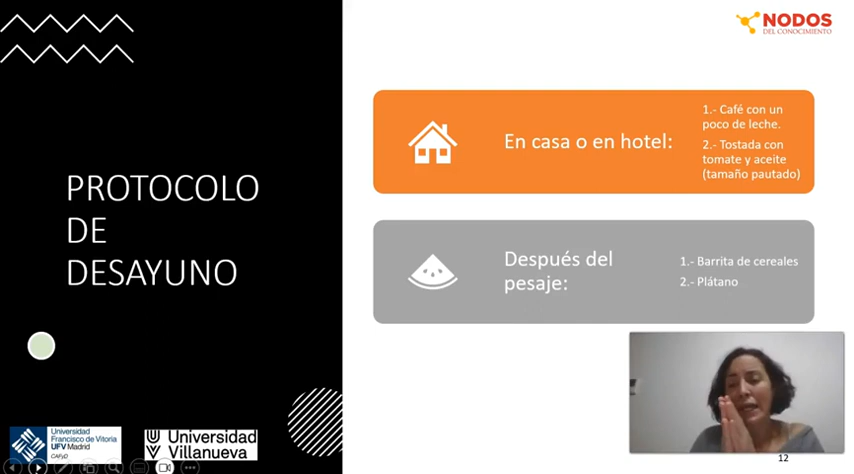 NODOS
DEL CONOCIMIENTO
PROTOCOLO
DE
DESAYUNO
En casa o en hotel:
1.- Café con un
poco de leche.
2.- Tostada con
tomate y aceite
(tamaño pautado)
Después del
pesaje:
1.- Barrita de cereales
2.- Plátano
Universidad
Francisco de Vitoria
UFV Madrid
CAFyD
Universidad
Villanueva
12